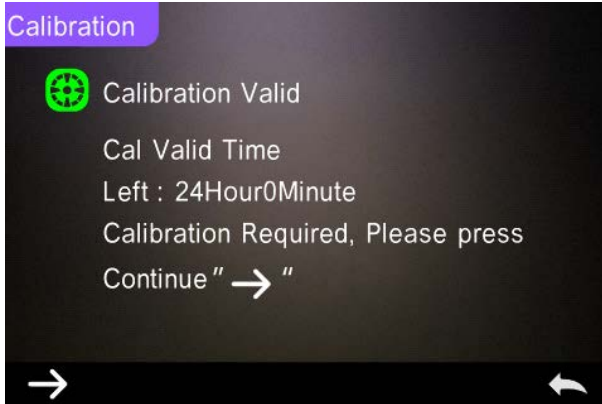 Calibration
Calibration Valid
Cal Valid Time
Left : 24Hour0Minute
Calibration Required, Please press
Continue" → "